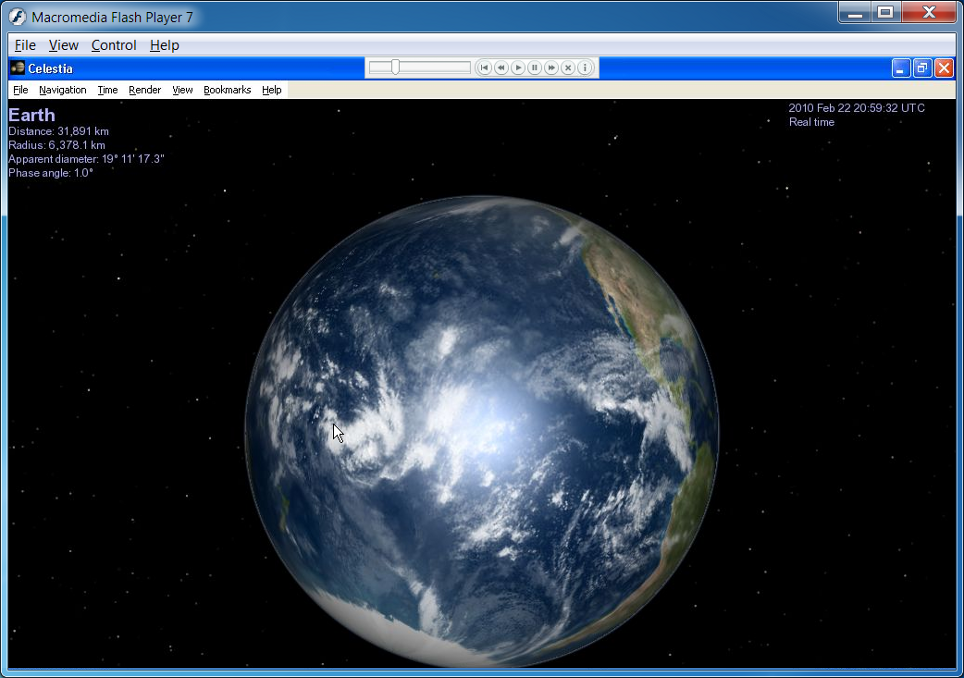 Macromedia Flash Player 7
File View Control Help
Celestia
File Navigation Time Render View Bookmarks Help
Earth
Distance: 31,891 km
Radius: 6,378.1 km
Apparent diameter: 19° 11' 17.3"
Phase angle: 1.0°
2010 Feb 22 20:59:32 UTC
Real time